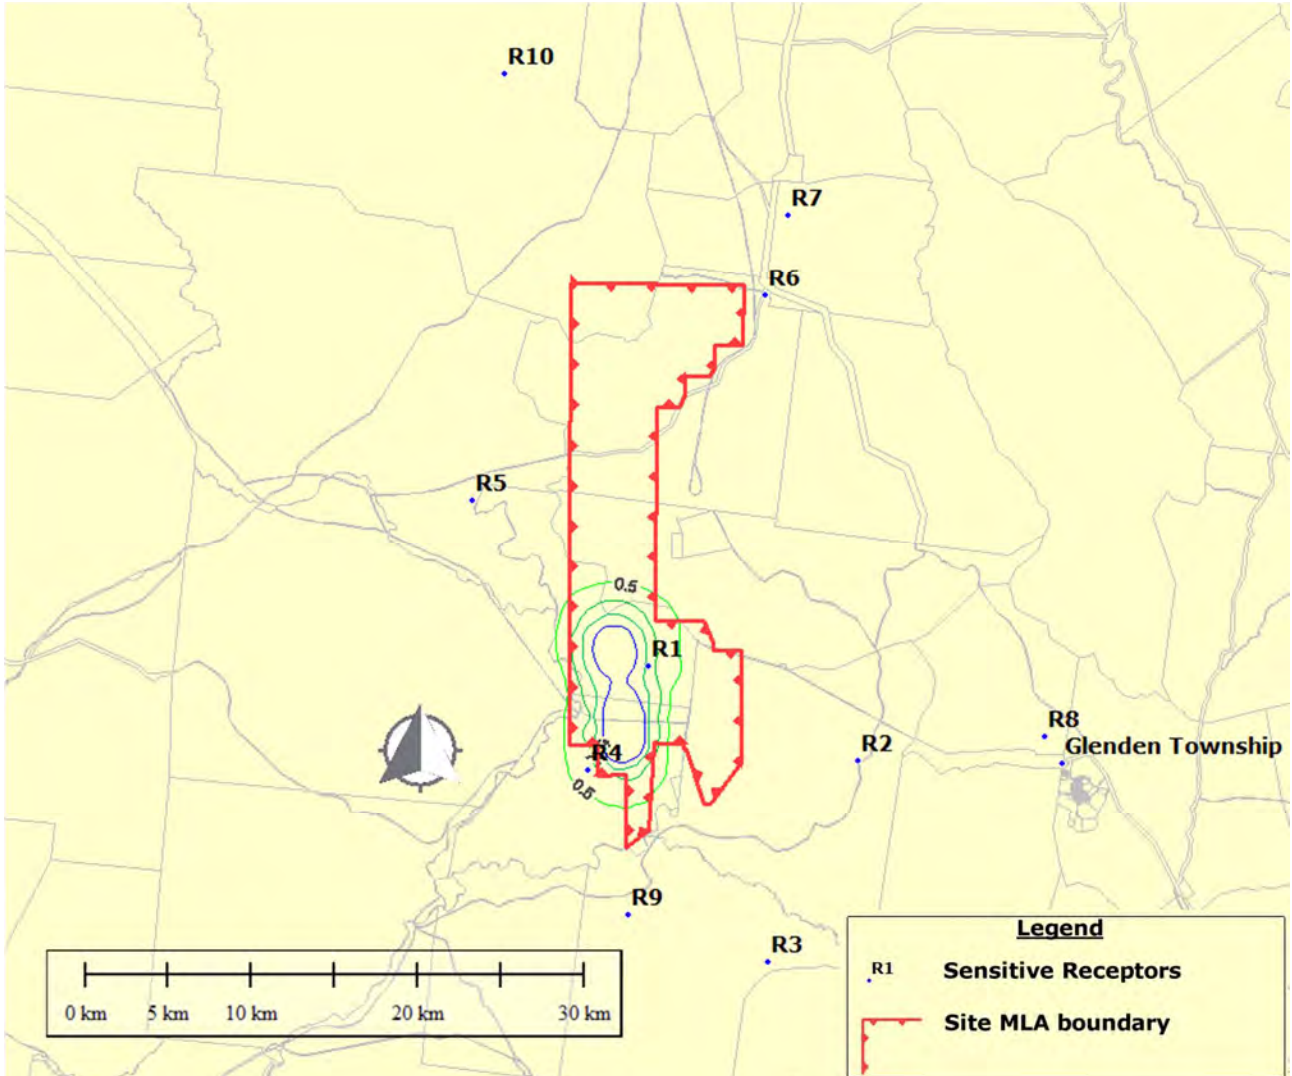 R10
R7
R6
R5
0.5
R1
R8
R2
Glenden Township
R4
0.5
R9
R3
0 km 5 km 10 km 20 km 30 km
Legend
R1 Sensitive Receptors
Site MLA boundary